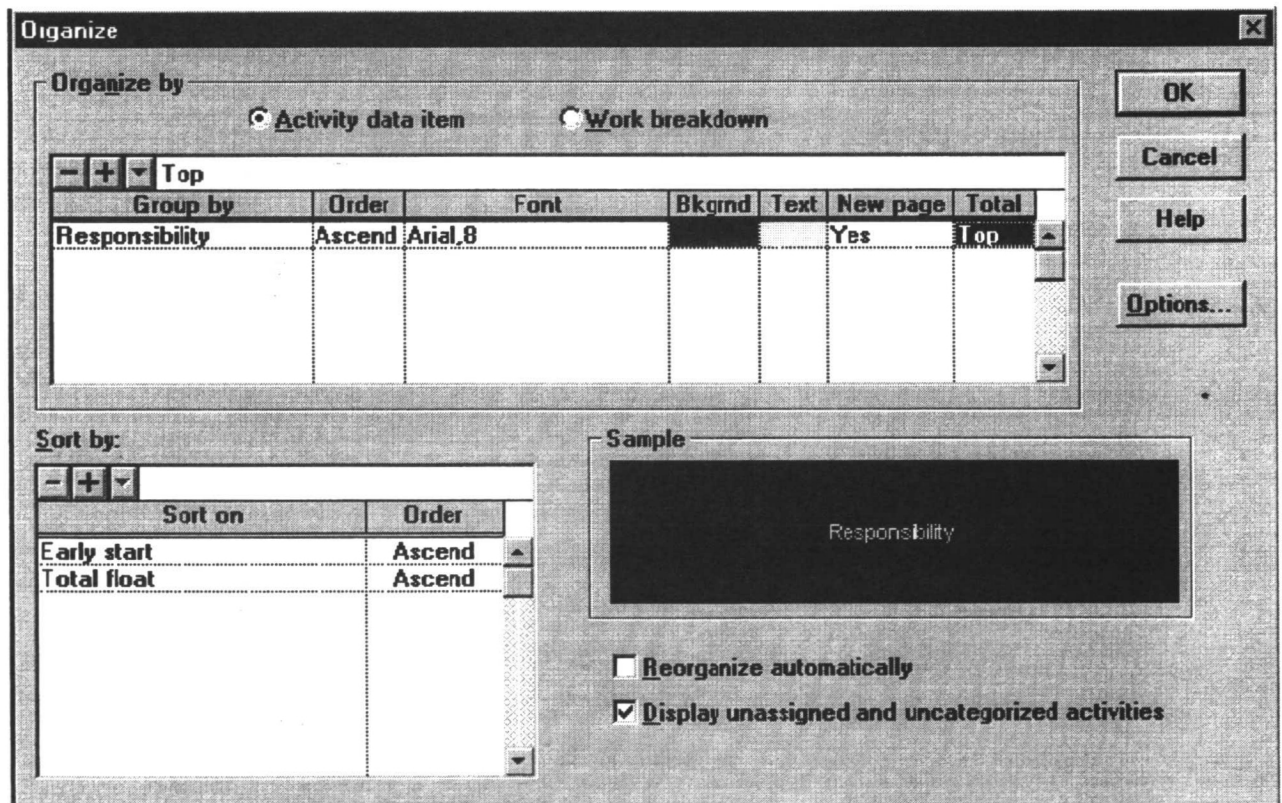 Organize
Organize by
Activity data item Work breakdown
Top
Group by Order Font Bkgrnd Text New page Total
Responsibility Ascend Arial,8 Yes Top
OK
Cancel
Help
Options...
Sort by:
Sort on Order
Early start Ascend
Total float Ascend
Sample
Responsibility
Reorganize automatically
Display unassigned and uncategorized activities